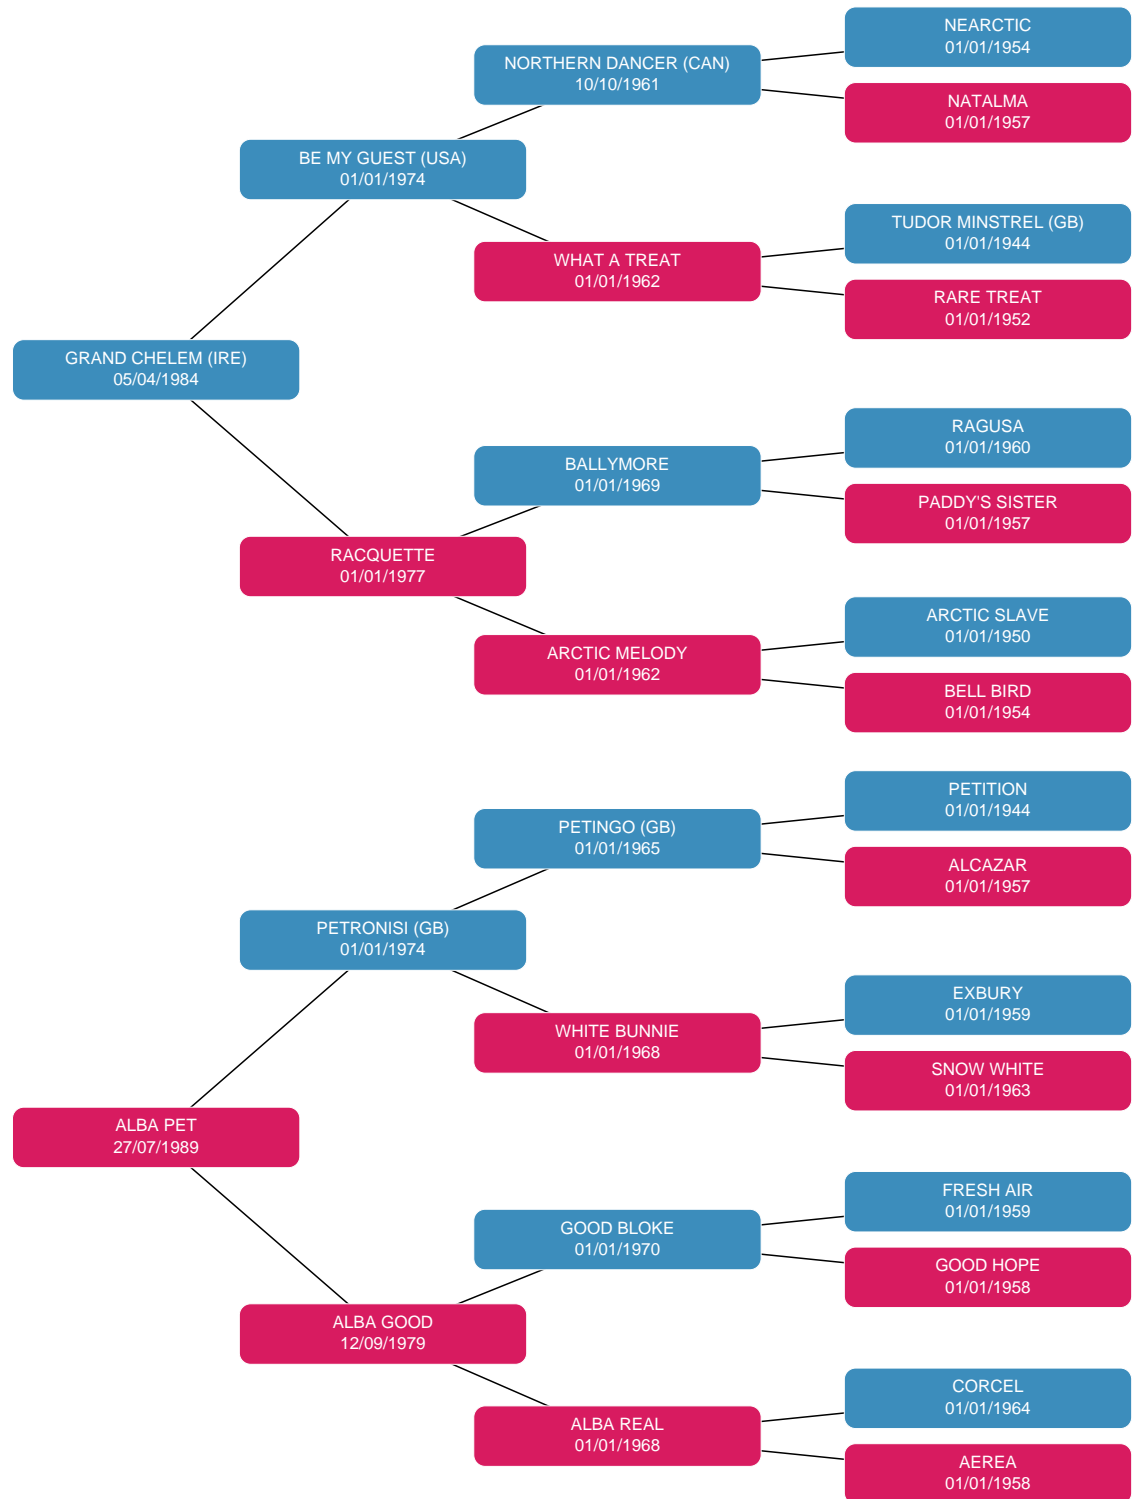 NEARCTIC
01/01/1954
NORTHERN DANCER (CAN)
10/10/1961
NATALMA
01/01/1957
BE MY GUEST (USA)
01/01/1974
TUDOR MINSTREL (GB)
01/01/1944
WHAT A TREAT
01/01/1962
RARE TREAT
01/01/1952
GRAND CHELEM (IRE)
05/04/1984
RAGUSA
01/01/1960
BALLYMORE
01/01/1969
PADDY'S SISTER
01/01/1957
RACQUETTE
01/01/1977
ARCTIC SLAVE
01/01/1950
ARCTIC MELODY
01/01/1962
BELL BIRD
01/01/1954
PETITION
01/01/1944
PETINGO (GB)
01/01/1965
ALCAZAR
01/01/1957
PETRONISI (GB)
01/01/1974
EXBURY
01/01/1959
WHITE BUNNIE
01/01/1968
SNOW WHITE
01/01/1963
ALBA PET
27/07/1989
FRESH AIR
01/01/1959
GOOD BLOKE
01/01/1970
GOOD HOPE
01/01/1958
ALBA GOOD
12/09/1979
CORCEL
01/01/1964
ALBA REAL
01/01/1968
AEREA
01/01/1958